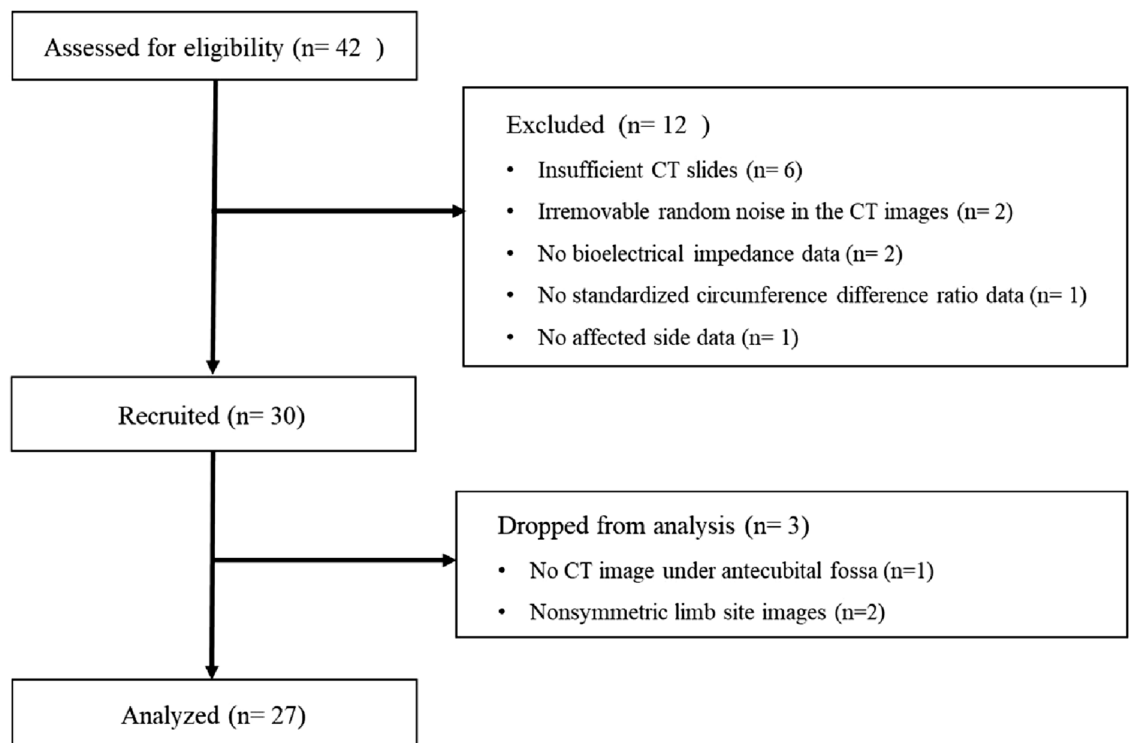 Assessed for eligibility (n= 42  )
Excluded  (n= 12  )
• Insufficient CT slides (n= 6)
• Irremovable random noise in the CT images (n= 2)
• No bioelectrical impedance data (n= 2)
• No standardized circumference difference ratio data (n= 1)
• No affected side data (n= 1)
Recruited (n= 30)
Dropped from analysis (n= 3)
• No CT image under antecubital fossa (n=1)
• Nonsymmetric limb site images (n=2)
Analyzed (n= 27)